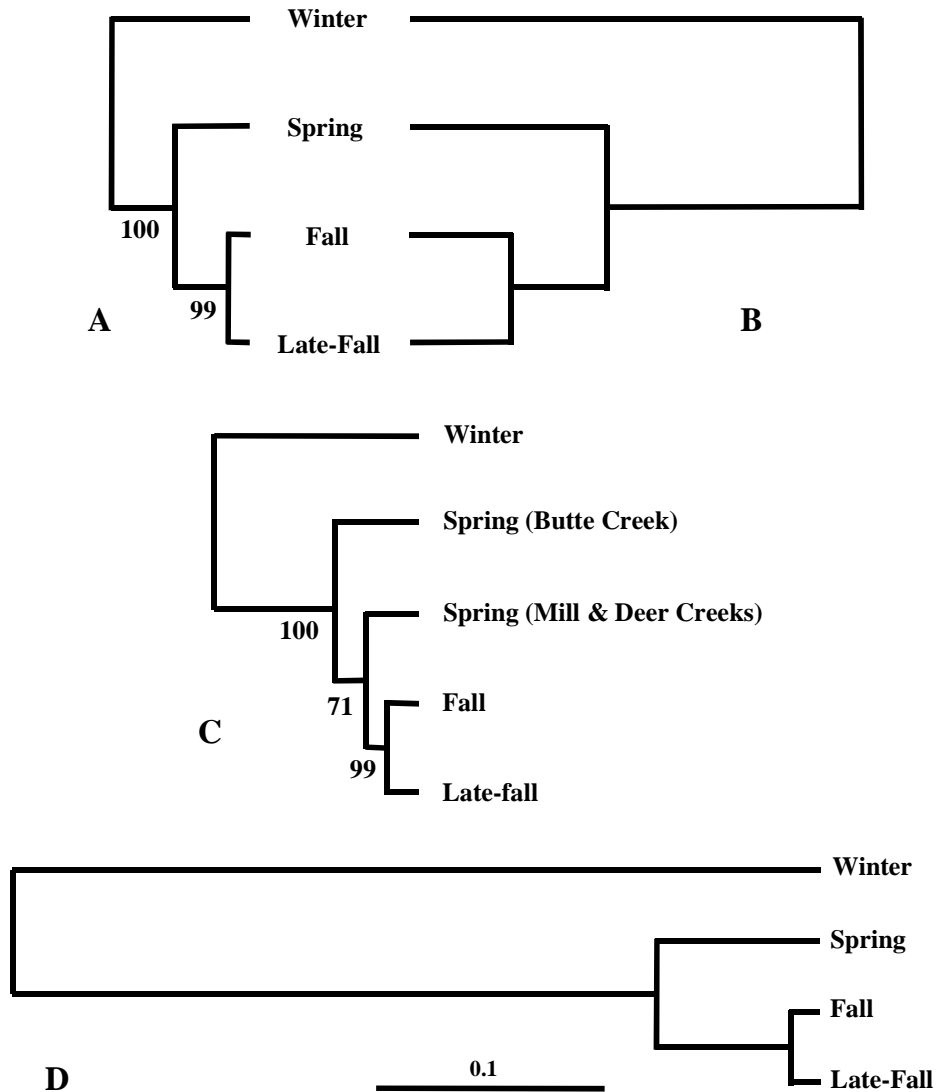 Winter
Spring
100
Fall
99
A
B
Late-Fall
Winter
Spring (Butte Creek)
Spring (Mill & Deer Creeks)
100
Fall
71
C
99
Late-fall
Winter
Spring
Fall
0.1
D
Late-Fall